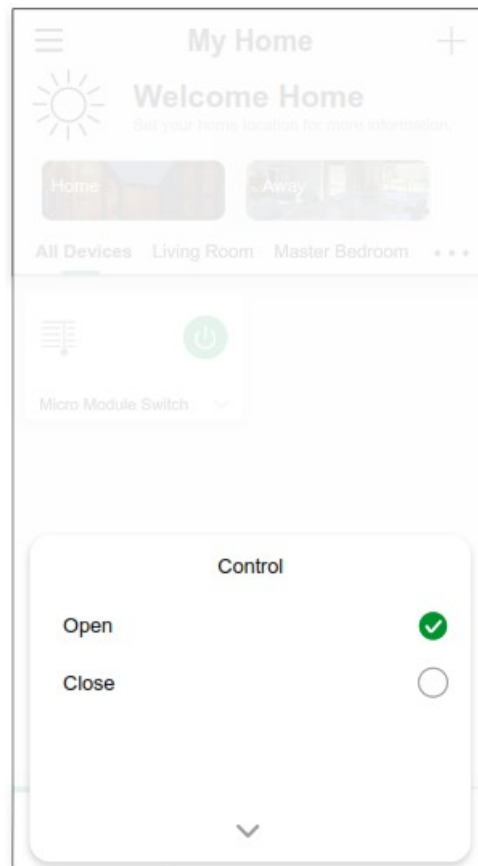 My Home
Welcome Home
Set your home location for more information.
Home Away
All Devices Living Room Master Bedroom
Micro Module Switch
Control
Open
Close